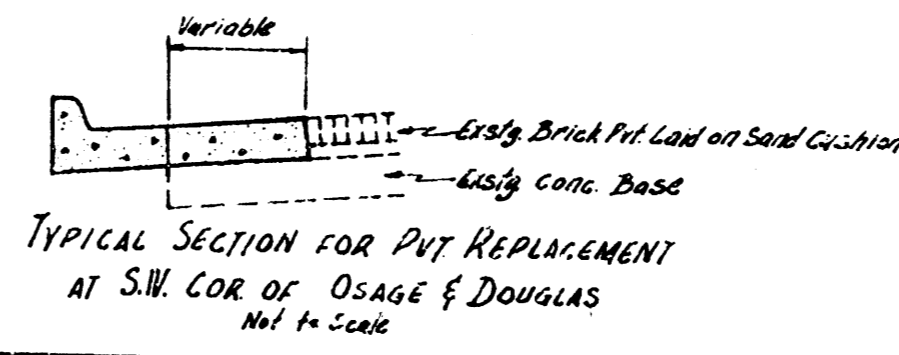 Variable
Exstg. Brick Pvt. Laid on Sand Cushion
Exstg Conc. Base
TYPICAL SECTION FOR PVT REPLACEMENT
AT S.W. COR. OF OSAGE & DOUGLAS
Not to Scale